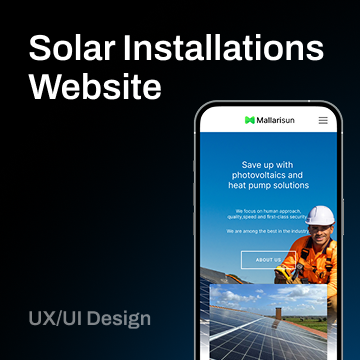 Solar Installations
Website
Mallarisun
Save up with
photovoltaics and
heat pump solutions
We focus on human approach,
quality,speed and first-class security.
We are among the best in the industry
ABOUT US
UX/UI Design